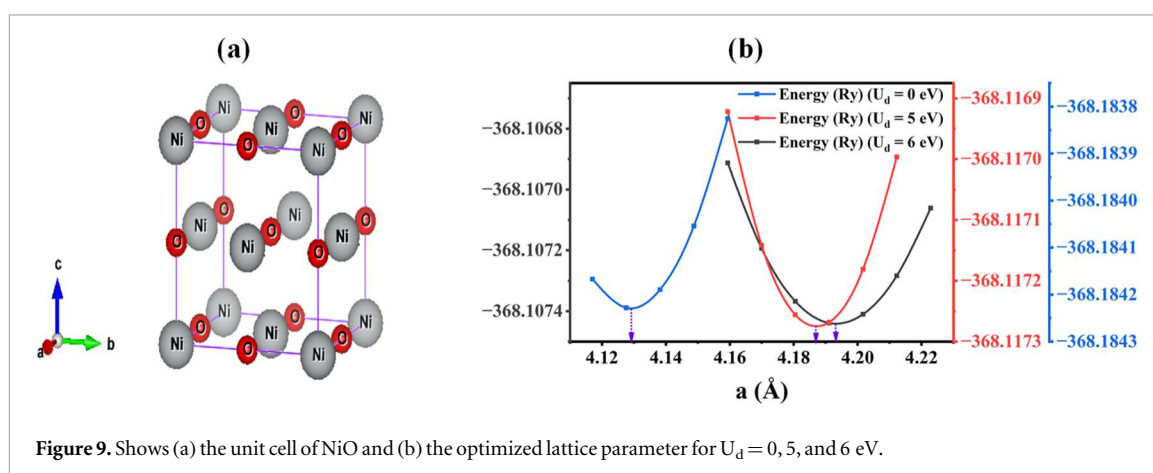 (a)
(b)
Ni
Ni
O
O
Ni
O
Ni
O
Ni
Ni
O
Ni
O
Ni
O
Ni
O
Ni
O
Ni
O
Ni
O
Ni
O
Ni
O
Ni
c
a
b
Energy (Ry) (U_d = 0 eV)
Energy (Ry) (U_d = 5 eV)
Energy (Ry) (U_d = 6 eV)
−368.1068
−368.1070
−368.1072
−368.1074
−368.1169
−368.1170
−368.1171
−368.1172
−368.1173
−368.1838
−368.1839
−368.1840
−368.1841
−368.1842
−368.1843
4.12 4.14 4.16 4.18 4.20 4.22
a (Å)
Figure 9. Shows (a) the unit cell of NiO and (b) the optimized lattice parameter for U_d = 0, 5, and 6 eV.